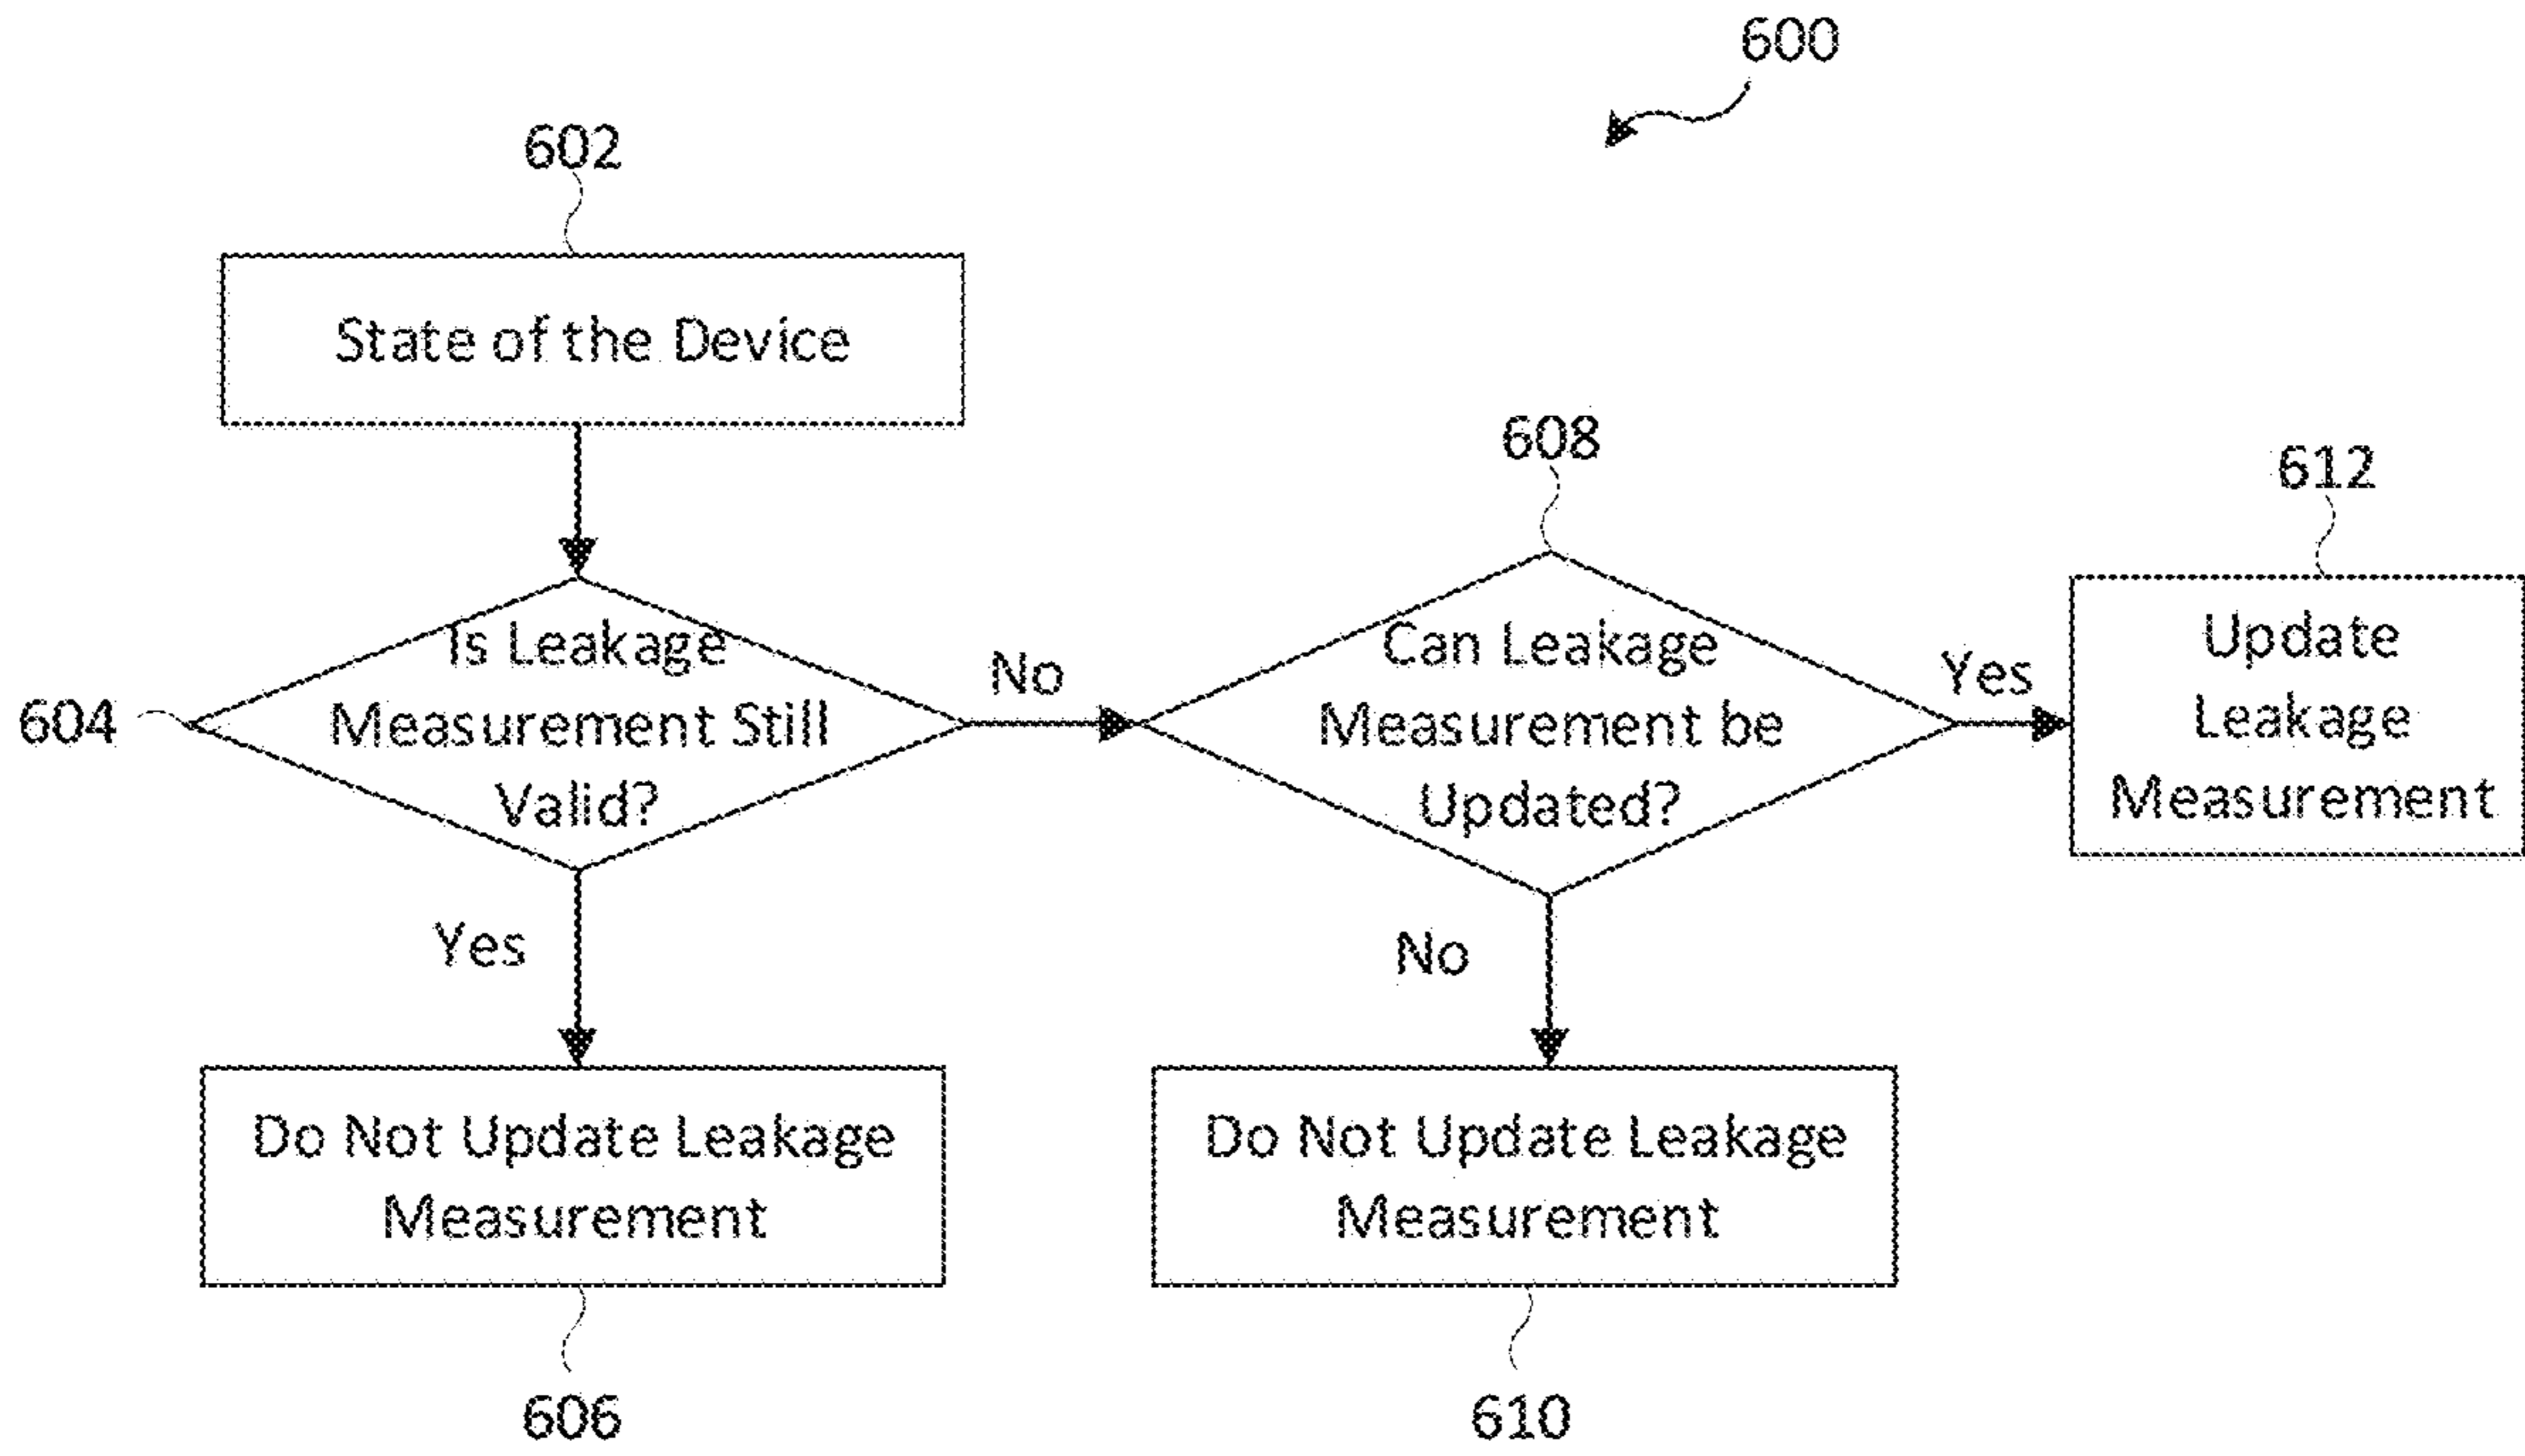 600
602
State of the Device
608
612
Is Leakage
Measurement Still
Valid?
604
No
Can Leakage
Measurement be
Updated?
Yes
Update
Leakage
Measurement
Yes
No
Do Not Update Leakage
Measurement
Do Not Update Leakage
Measurement
606
610